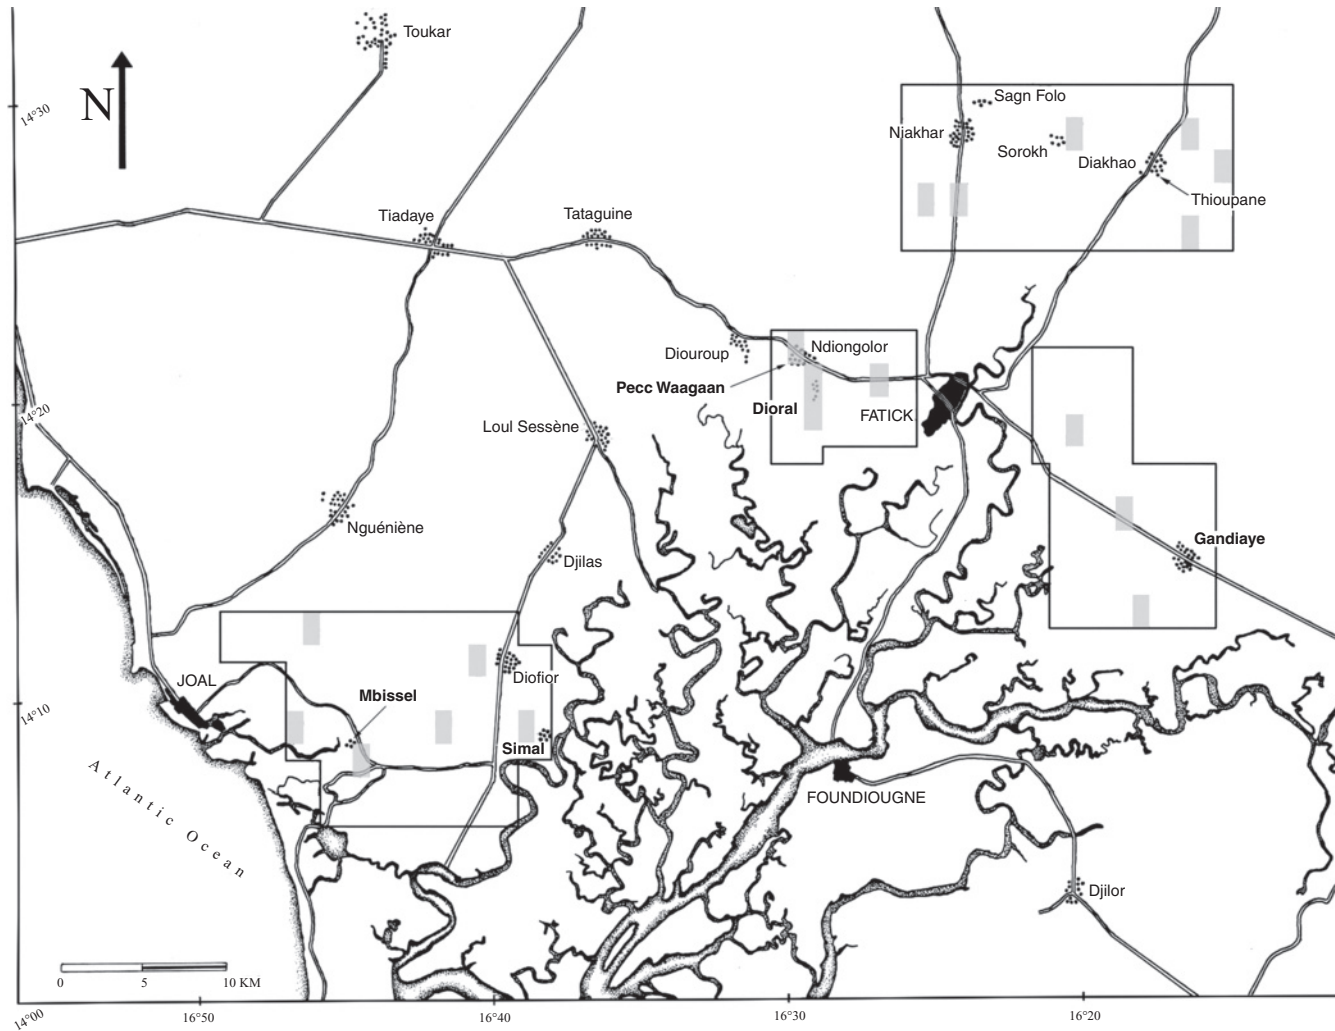 Toukar
N
14°30
Sagn Folo
Njakhar
Sorokh
Diakhao
Thioupane
Tiadaye
Tataguine
Diouroup
Ndiongolor
Pecc Waagaan
Dioral
FATICK
14°20
Loul Sessène
Nguéniène
Djilas
Gandiaye
JOAL
Diofior
Mbissel
14°10
Simal
Atlantic Ocean
FOUNDIOUGNE
Djilor
0 5 10 KM
14°00
16°50 16°40 16°30 16°20